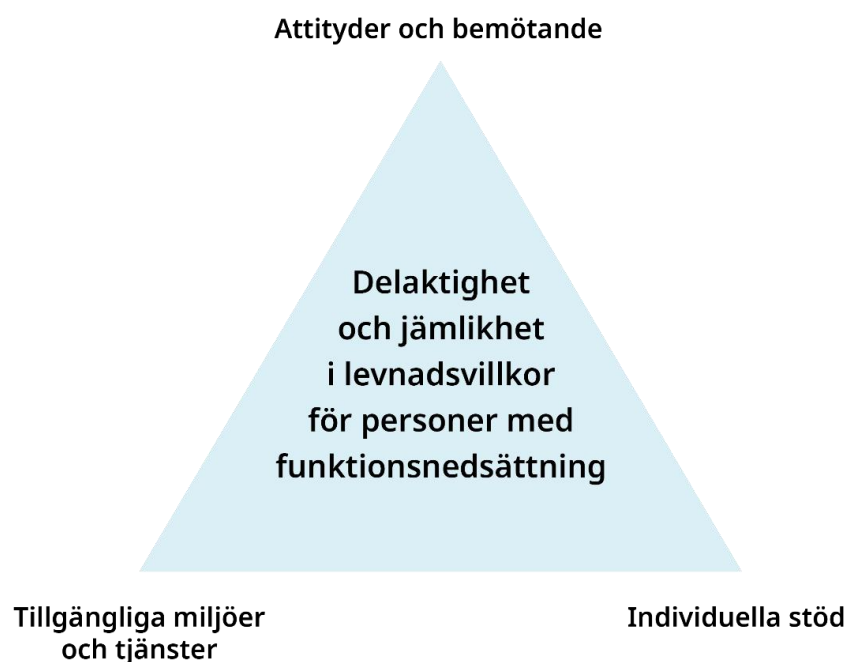 Attityder och bemötande
Delaktighet
och jämlikhet
i levnadsvillkor
för personer med
funktionsnedsättning
Tillgängliga miljöer
och tjänster
Individuella stöd